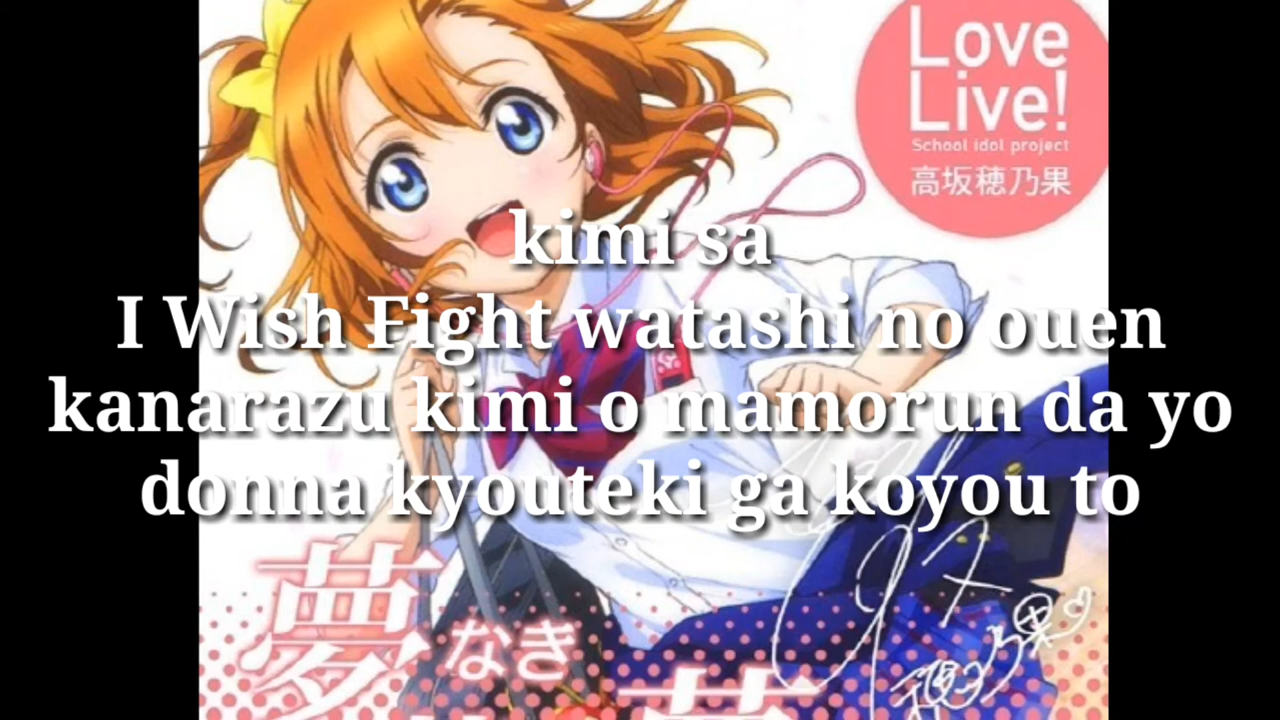 Love
Live!
School idol project
高坂穂乃果
kimi sa
I Wish Fight watashi no ouen
kanarazu kimi o mamorun da yo
donna kyouteki ga koyou to
夢なき